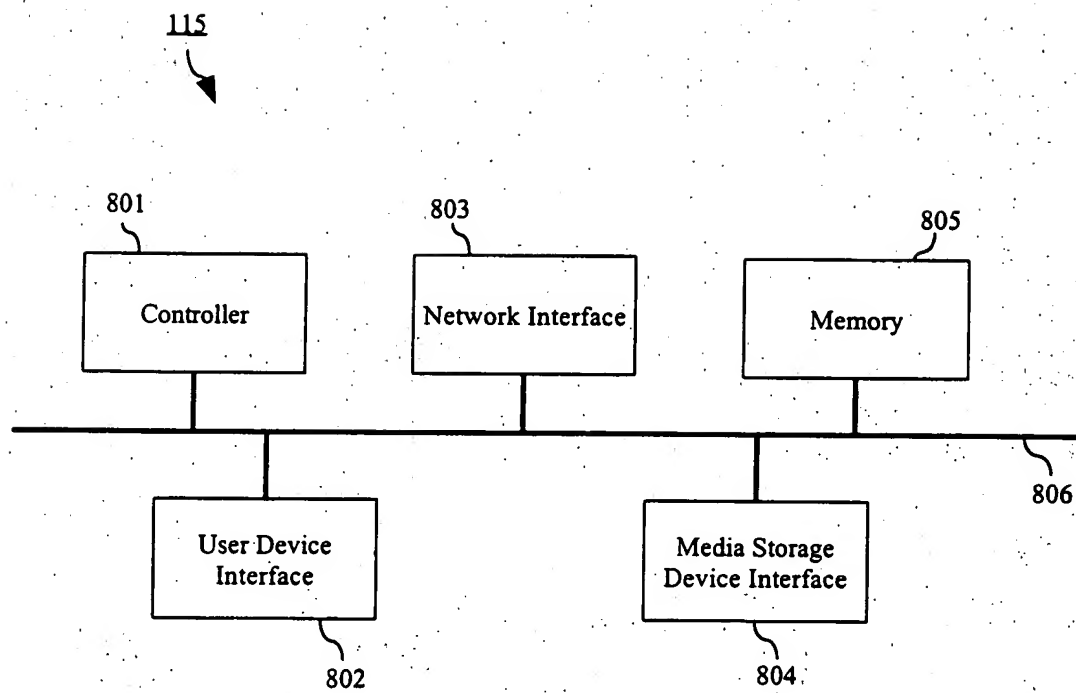 115
801
803
805
Controller
Network Interface
Memory
806
User Device
Interface
Media Storage
Device Interface
802
804